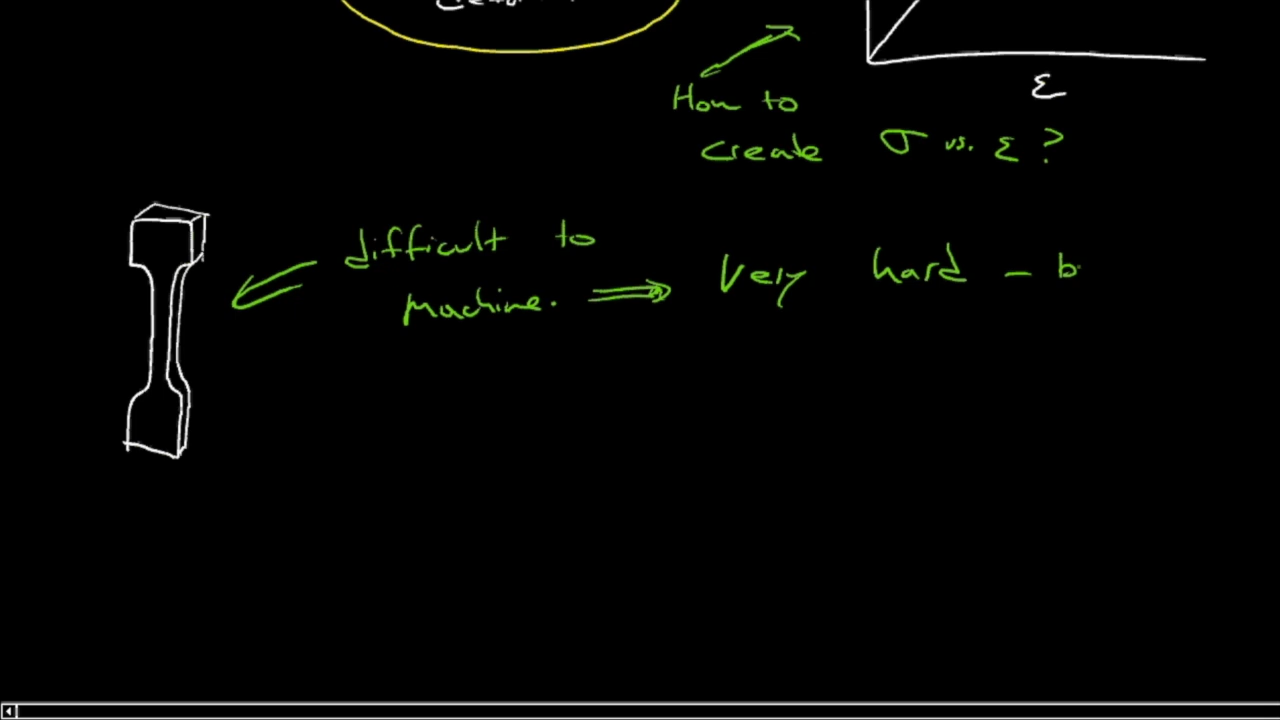 ε
How to
create σ vs. ε ?
difficult to
machine. ⇒ Very hard – b